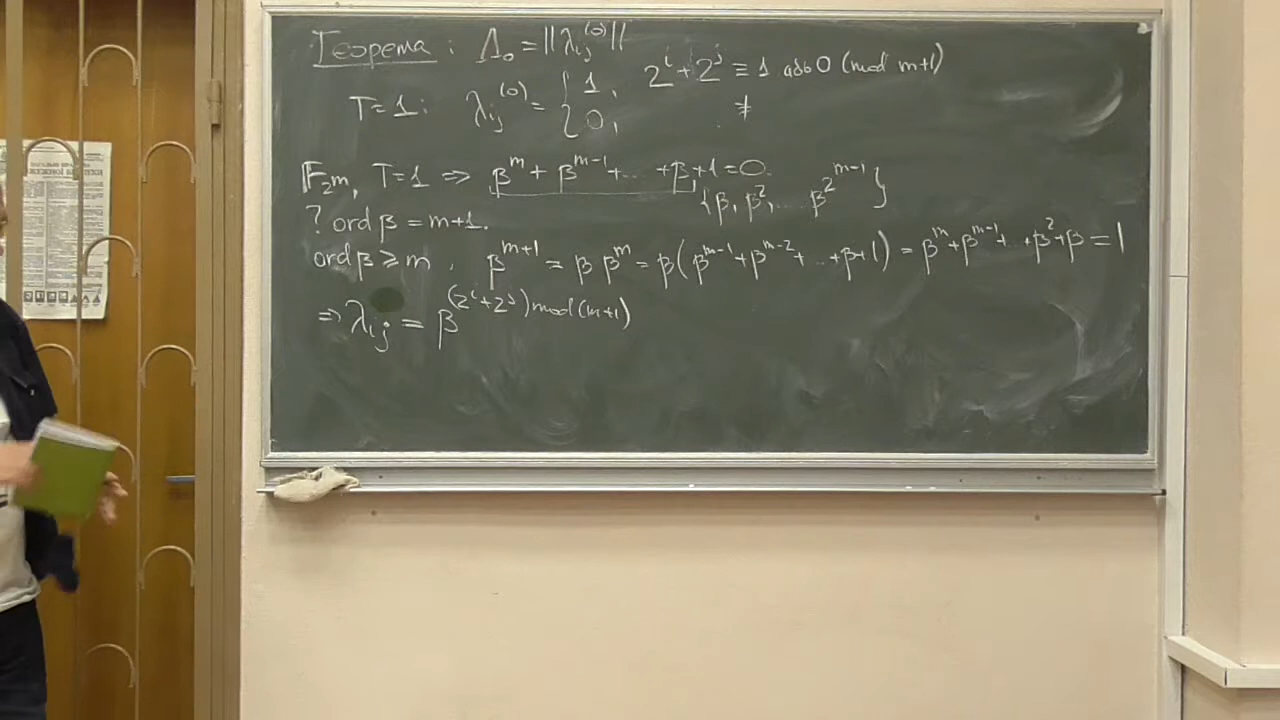 Теорема : Λ₀ = ||λᵢⱼ⁽⁰⁾||
T=1 : λᵢⱼ⁽⁰⁾ = { 1, 2ⁱ+2ʲ ≡ 1 або 0 (mod m+1)
0, ≢
F₂ᵐ, T=1 ⇒ βᵐ + βᵐ⁻¹ + ... + β + 1 = 0.
{β, β², ... β^{2^{m-1}}}
? ord β = m+1.
ord β ⩾ m. βᵐ⁺¹ = β βᵐ = β(βᵐ⁻¹+βᵐ⁻²+ ... +β+1) = βᵐ+βᵐ⁻¹+ ... +β²+β = 1
⇒ λᵢⱼ = β^{(2ⁱ+2ʲ) mod (m+1)}